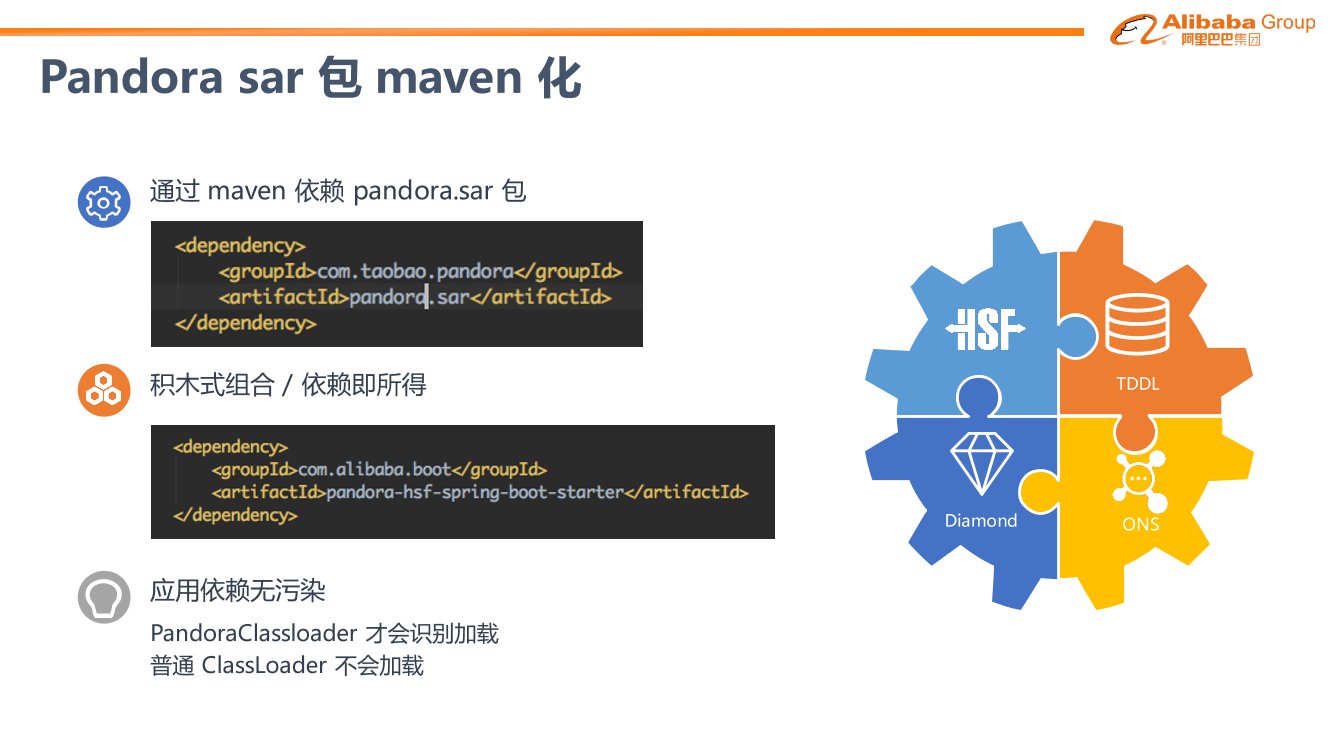 Alibaba Group
阿里巴巴集团
Pandora sar 包 maven 化
通过 maven 依赖 pandora.sar 包
<dependency>
<groupId>com.taobao.pandora</groupId>
<artifactId>pandora.sar</artifactId>
</dependency>
积木式组合 / 依赖即所得
<dependency>
<groupId>com.alibaba.boot</groupId>
<artifactId>pandora-hsf-spring-boot-starter</artifactId>
</dependency>
应用依赖无污染
PandoraClassloader 才会识别加载
普通 ClassLoader 不会加载
HSF
TDDL
Diamond
ONS